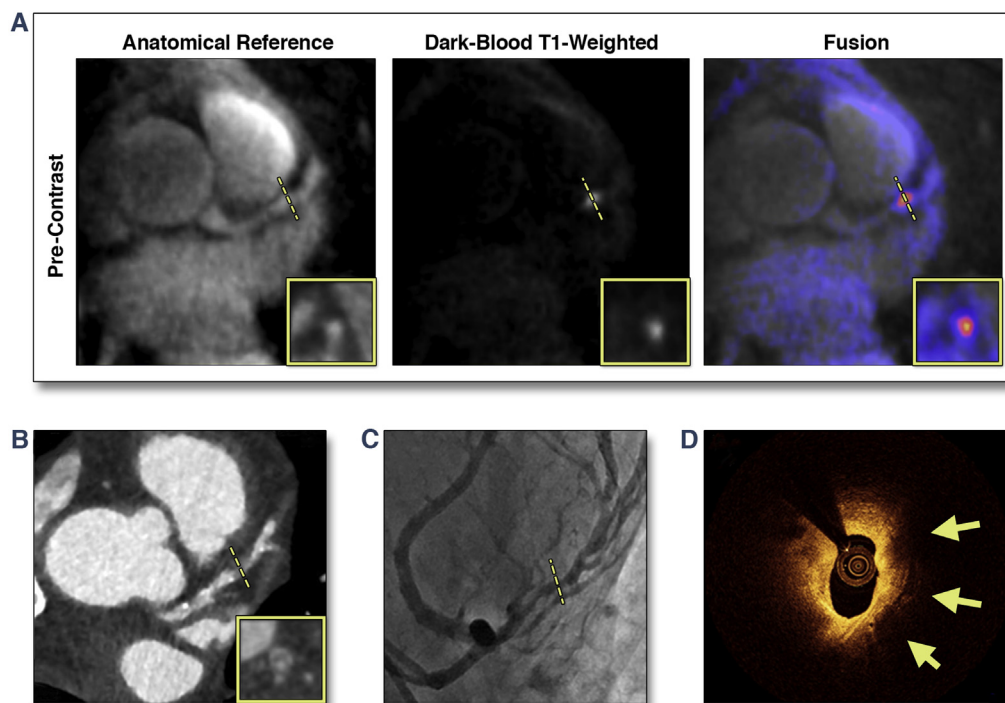 A
Anatomical Reference
Dark-Blood T1-Weighted
Fusion
Pre-Contrast
B
C
D